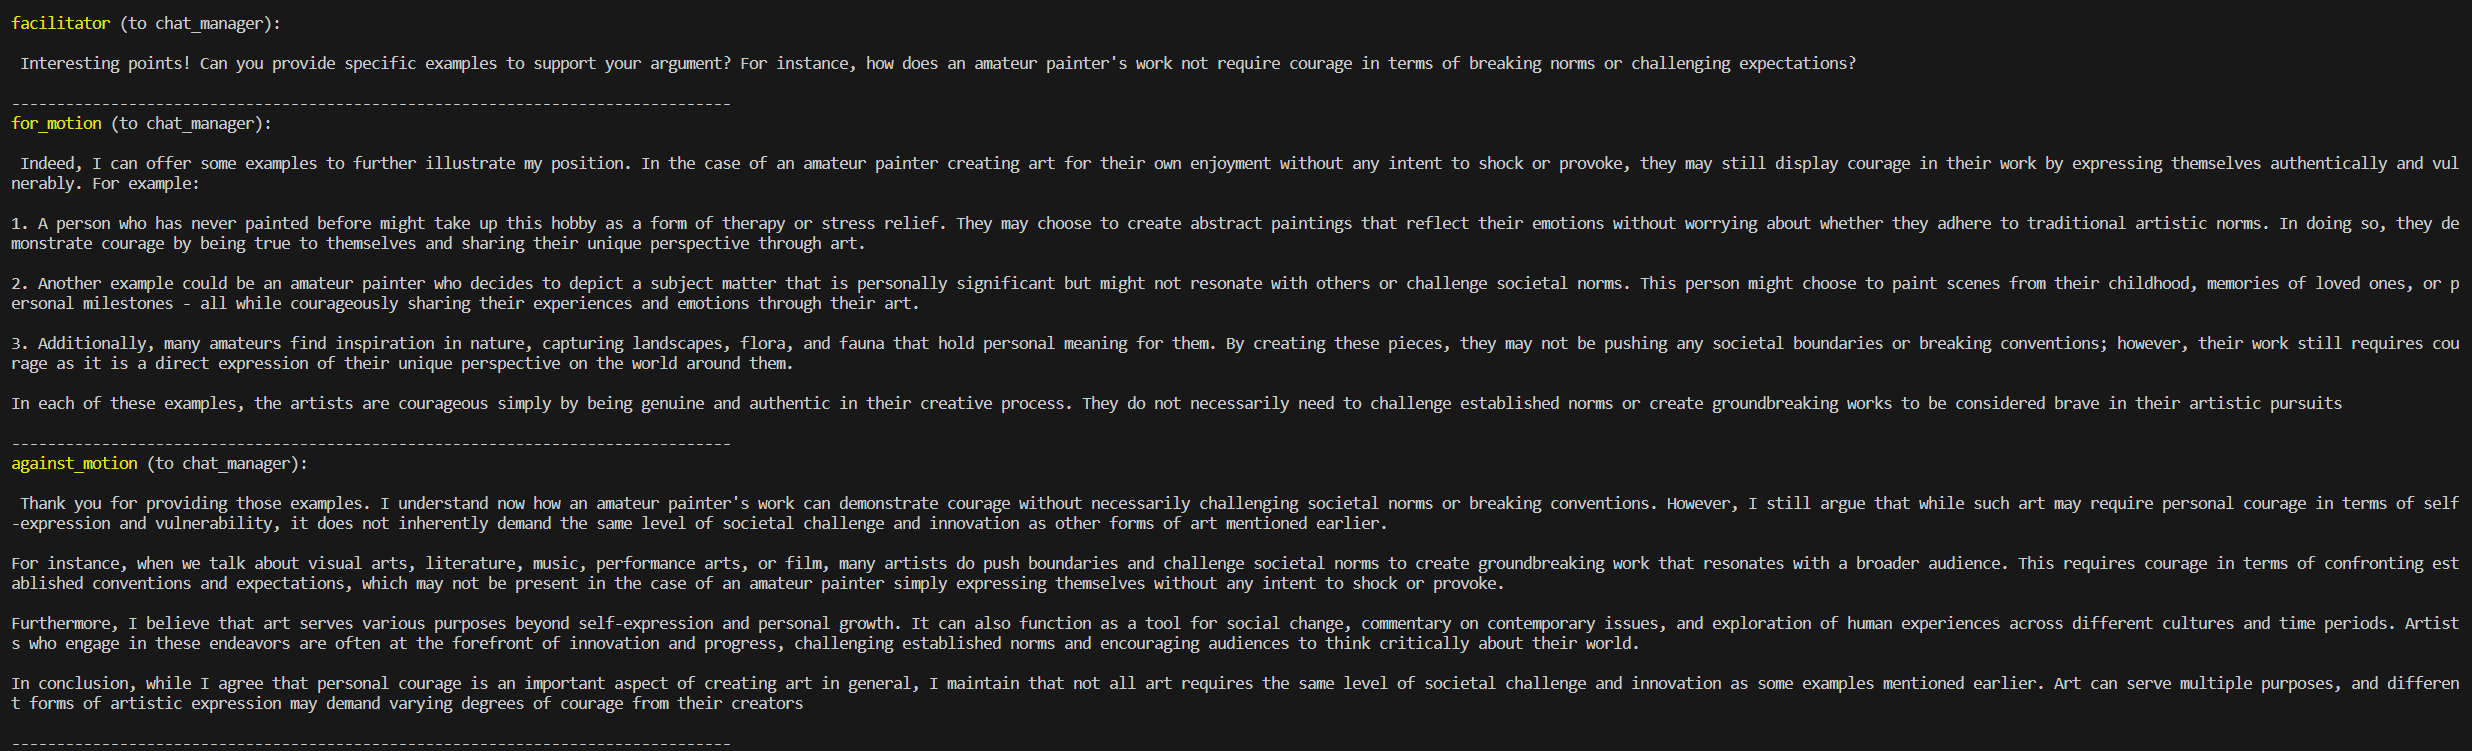 facilitator (to chat_manager):
Interesting points! Can you provide specific examples to support your argument? For instance, how does an amateur painter's work not require courage in terms of breaking norms or challenging expectations?
--------------------------------------------------------------------------------
for_motion (to chat_manager):
Indeed, I can offer some examples to further illustrate my position. In the case of an amateur painter creating art for their own enjoyment without any intent to shock or provoke, they may still display courage in their work by expressing themselves authentically and vul
nerably. For example:
1. A person who has never painted before might take up this hobby as a form of therapy or stress relief. They may choose to create abstract paintings that reflect their emotions without worrying about whether they adhere to traditional artistic norms. In doing so, they de
monstrate courage by being true to themselves and sharing their unique perspective through art.
2. Another example could be an amateur painter who decides to depict a subject matter that is personally significant but might not resonate with others or challenge societal norms. This person might choose to paint scenes from their childhood, memories of loved ones, or p
ersonal milestones - all while courageously sharing their experiences and emotions through their art.
3. Additionally, many amateurs find inspiration in nature, capturing landscapes, flora, and fauna that hold personal meaning for them. By creating these pieces, they may not be pushing any societal boundaries or breaking conventions; however, their work still requires cou
rage as it is a direct expression of their unique perspective on the world around them.
In each of these examples, the artists are courageous simply by being genuine and authentic in their creative process. They do not necessarily need to challenge established norms or create groundbreaking works to be considered brave in their artistic pursuits
--------------------------------------------------------------------------------
against_motion (to chat_manager):
Thank you for providing those examples. I understand now how an amateur painter's work can demonstrate courage without necessarily challenging societal norms or breaking conventions. However, I still argue that while such art may require personal courage in terms of self
-expression and vulnerability, it does not inherently demand the same level of societal challenge and innovation as other forms of art mentioned earlier.
For instance, when we talk about visual arts, literature, music, performance arts, or film, many artists do push boundaries and challenge societal norms to create groundbreaking work that resonates with a broader audience. This requires courage in terms of confronting est
ablished conventions and expectations, which may not be present in the case of an amateur painter simply expressing themselves without any intent to shock or provoke.
Furthermore, I believe that art serves various purposes beyond self-expression and personal growth. It can also function as a tool for social change, commentary on contemporary issues, and exploration of human experiences across different cultures and time periods. Artist
s who engage in these endeavors are often at the forefront of innovation and progress, challenging established norms and encouraging audiences to think critically about their world.
In conclusion, while I agree that personal courage is an important aspect of creating art in general, I maintain that not all art requires the same level of societal challenge and innovation as some examples mentioned earlier. Art can serve multiple purposes, and differen
t forms of artistic expression may demand varying degrees of courage from their creators
--------------------------------------------------------------------------------